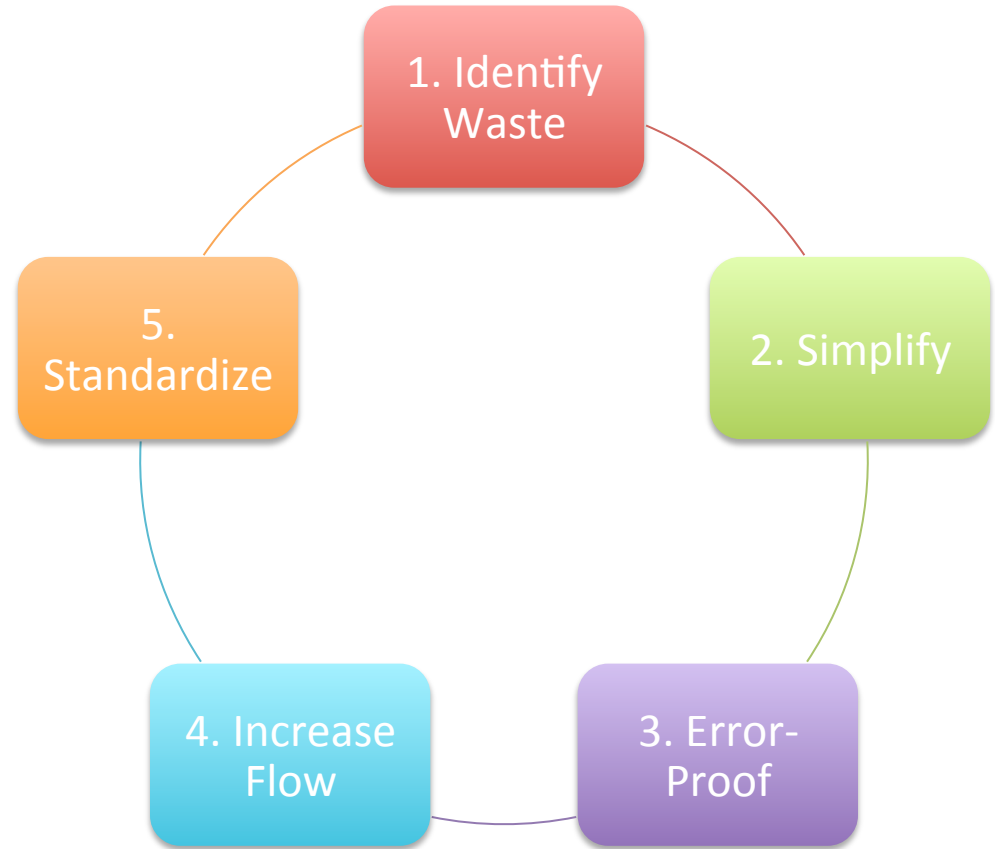 1. Identify
Waste
2. Simplify
3. Error-
Proof
4. Increase
Flow
5.
Standardize